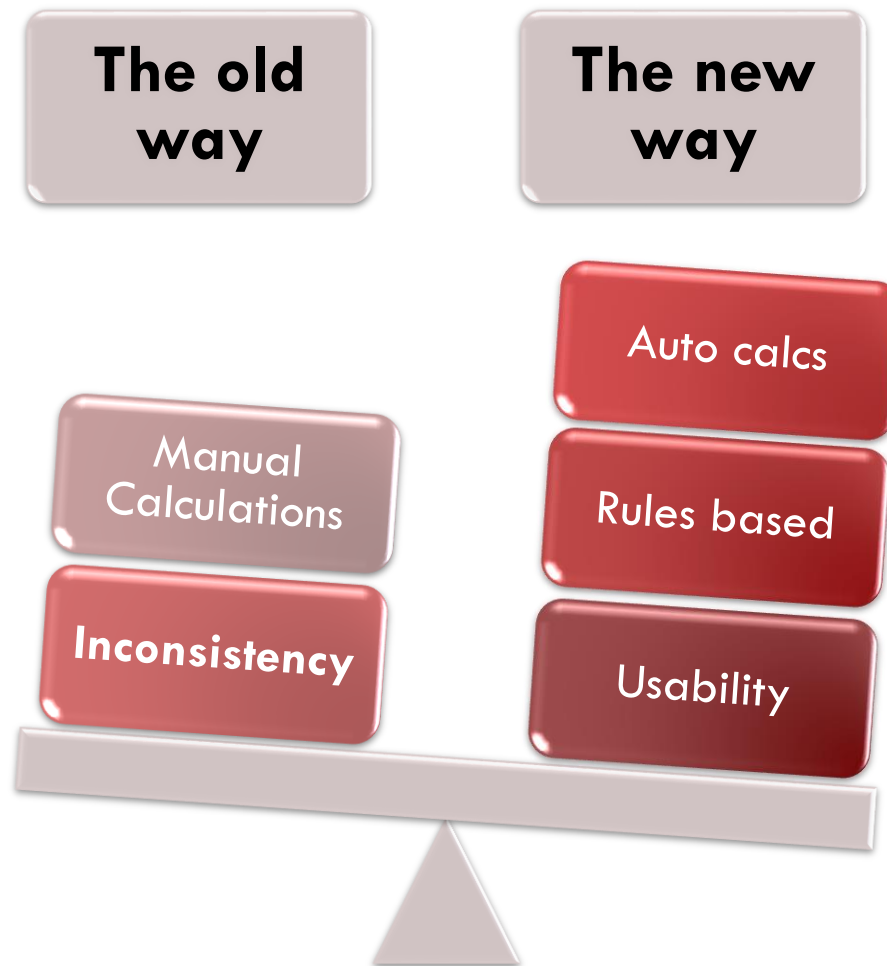 The old
way
The new
way
Manual
Calculations
Inconsistency
Auto calcs
Rules based
Usability